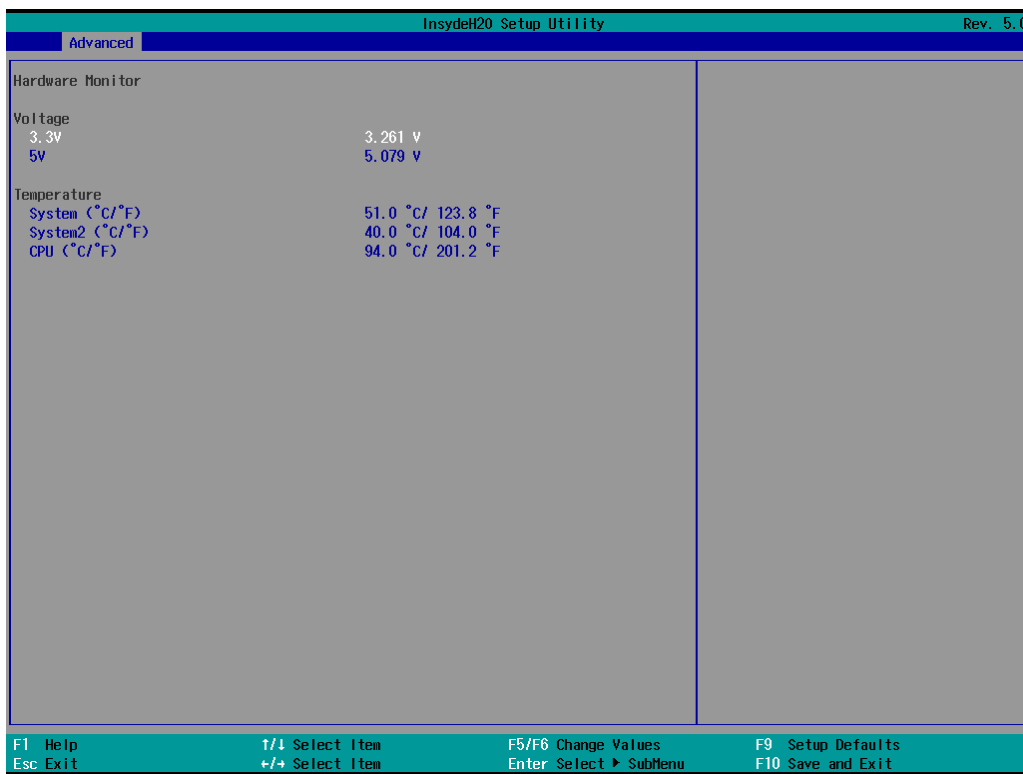 InsydeH2O Setup Utility Rev. 5.0
Advanced
Hardware Monitor
Voltage
3.3V 3.261 V
5V 5.079 V
Temperature
System (°C/°F) 51.0 °C/ 123.8 °F
System2 (°C/°F) 40.0 °C/ 104.0 °F
CPU (°C/°F) 94.0 °C/ 201.2 °F
F1 Help ↑/↓ Select Item F5/F6 Change Values F9 Setup Defaults
Esc Exit ←/→ Select Item Enter Select ▶ SubMenu F10 Save and Exit